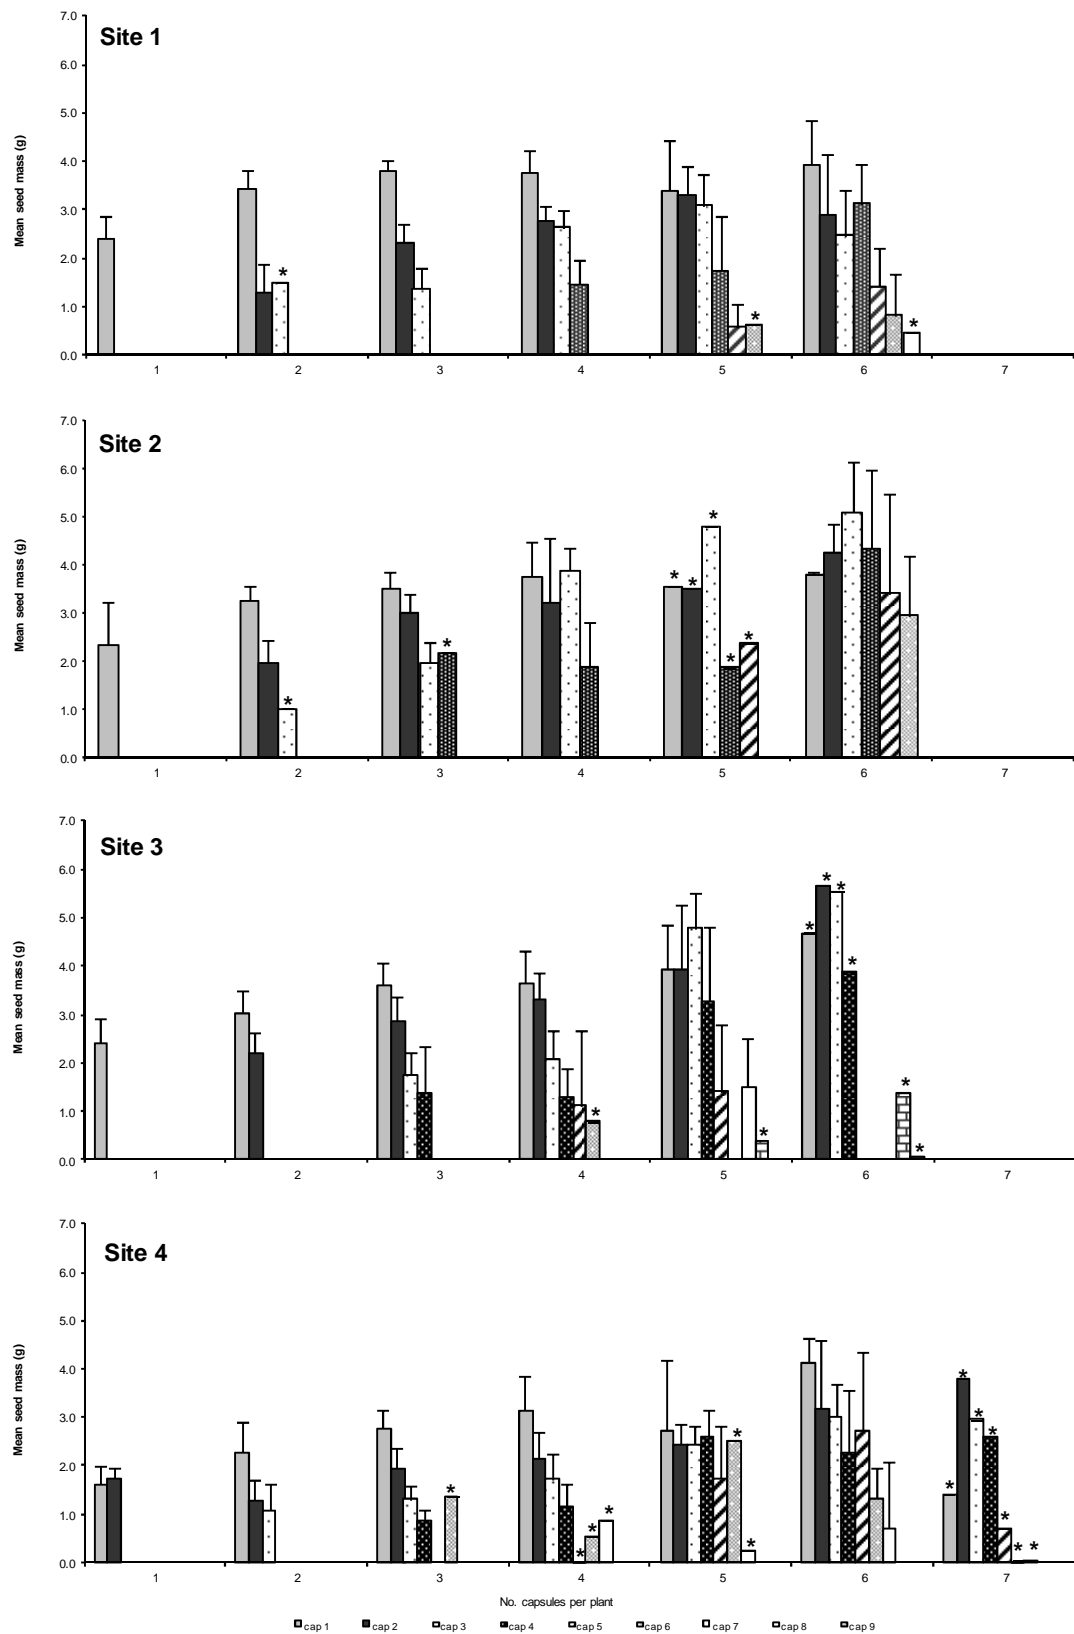 Site 1
Mean seed mass (g)
7.0
6.0
5.0
4.0
3.0
2.0
1.0
0.0
* * *
1 2 3 4 5 6 7
Site 2
Mean seed mass (g)
7.0
6.0
5.0
4.0
3.0
2.0
1.0
0.0
* * * * * * *
1 2 3 4 5 6 7
Site 3
Mean seed mass (g)
7.0
6.0
5.0
4.0
3.0
2.0
1.0
0.0
* * * * * * * *
1 2 3 4 5 6 7
Site 4
Mean seed mass (g)
7.0
6.0
5.0
4.0
3.0
2.0
1.0
0.0
* * * * * * * * * * * * *
1 2 3 4 5 6 7
No. capsules per plant
cap 1 cap 2 cap 3 cap 4 cap 5 cap 6 cap 7 cap 8 cap 9